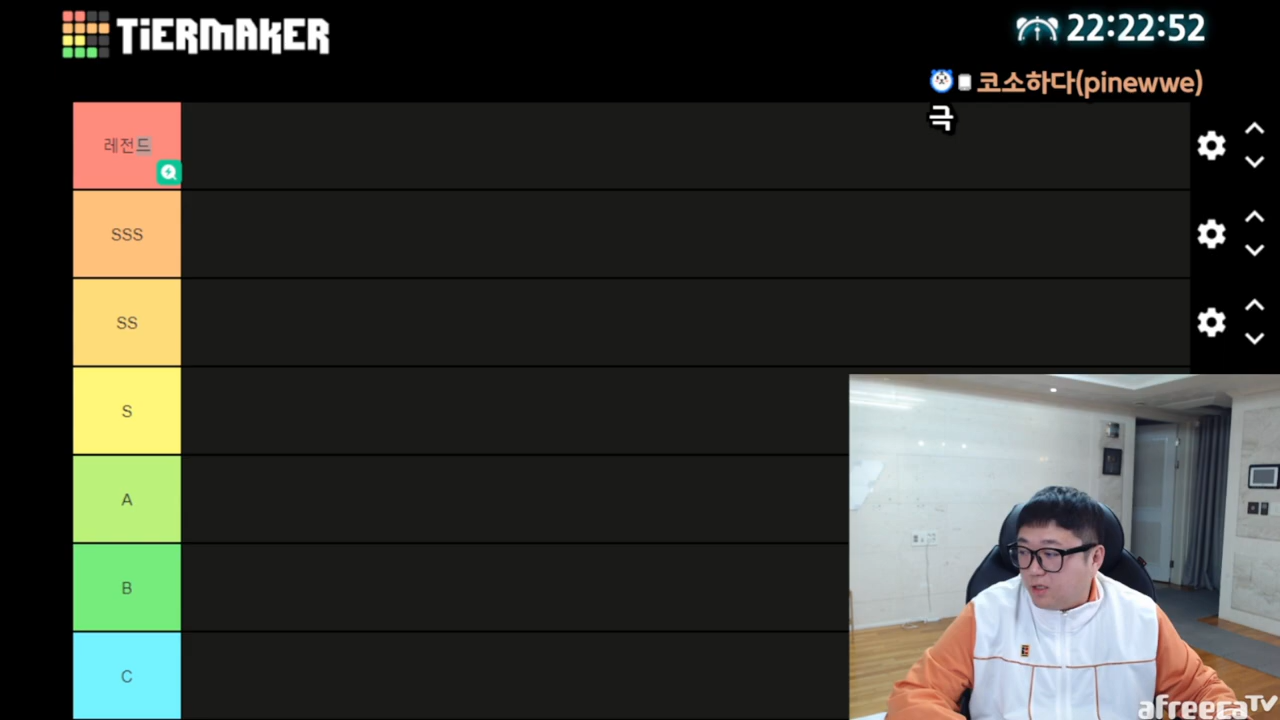 TiERMAKER
22:22:52
코소하다(pinewwe)
극
레전드
SSS
SS
S
A
B
C
afreecaTV